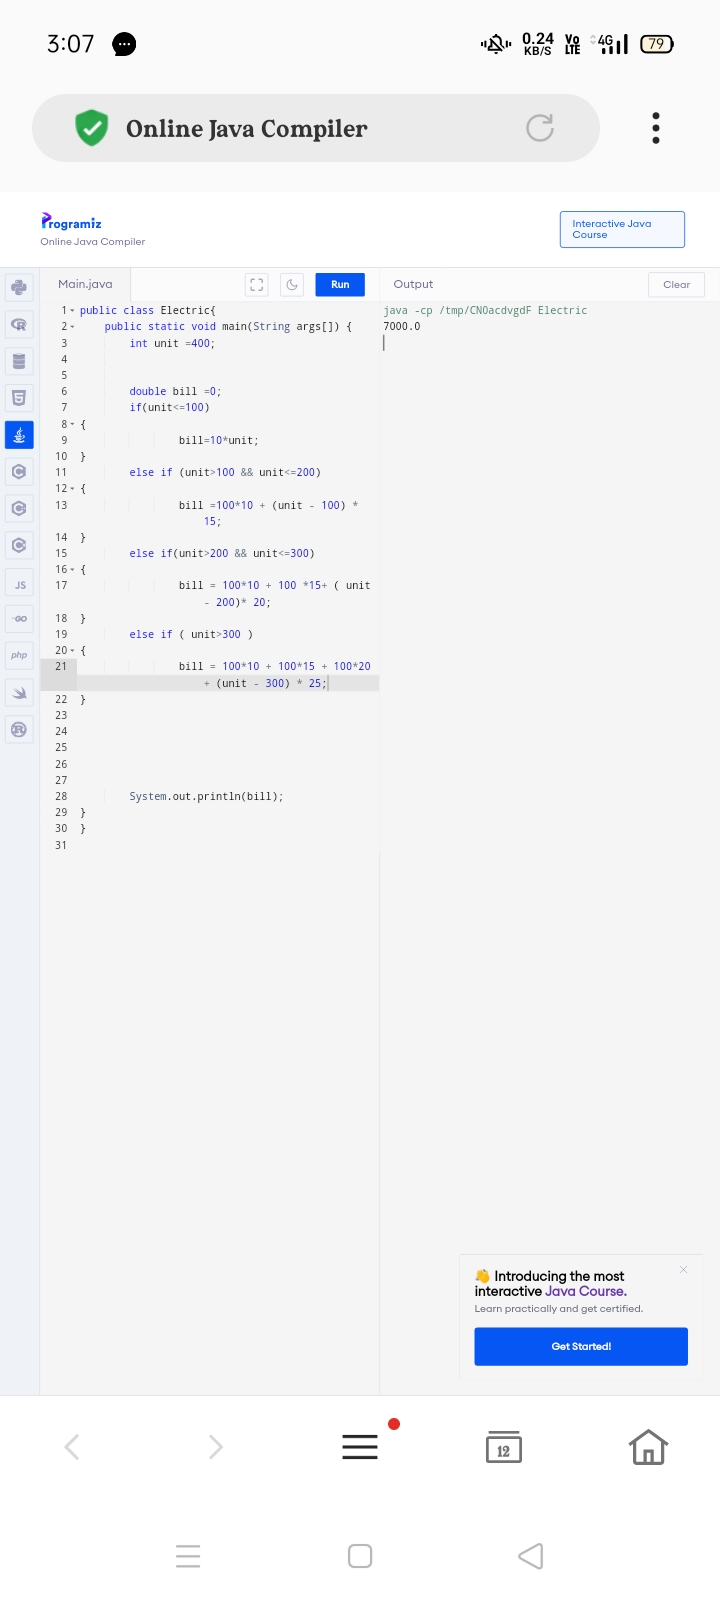 3:07
0.24
KB/S
Vo
LTE
4G
79
Online Java Compiler
Programiz
Online Java Compiler
Interactive Java
Course
Main.java
Run
Output
Clear
1 public class Electric{
2 public static void main(String args[]) {
3 int unit =400;
4
5
6 double bill =0;
7 if(unit<=100)
8 {
9 bill=10*unit;
10 }
11 else if (unit>100 && unit<=200)
12 {
13 bill =100*10 + (unit - 100) *
15;
14 }
15 else if(unit>200 && unit<=300)
16 {
17 bill = 100*10 + 100 *15+ ( unit
- 200)* 20;
18 }
19 else if ( unit>300 )
20 {
21 bill = 100*10 + 100*15 + 100*20
+ (unit - 300) * 25;
22 }
23
24
25
26
27
28 System.out.println(bill);
29 }
30 }
31
java -cp /tmp/CNOacdvgdF Electric
7000.0
JS
GO
php
👋 Introducing the most
interactive Java Course.
Learn practically and get certified.
Get Started!
12